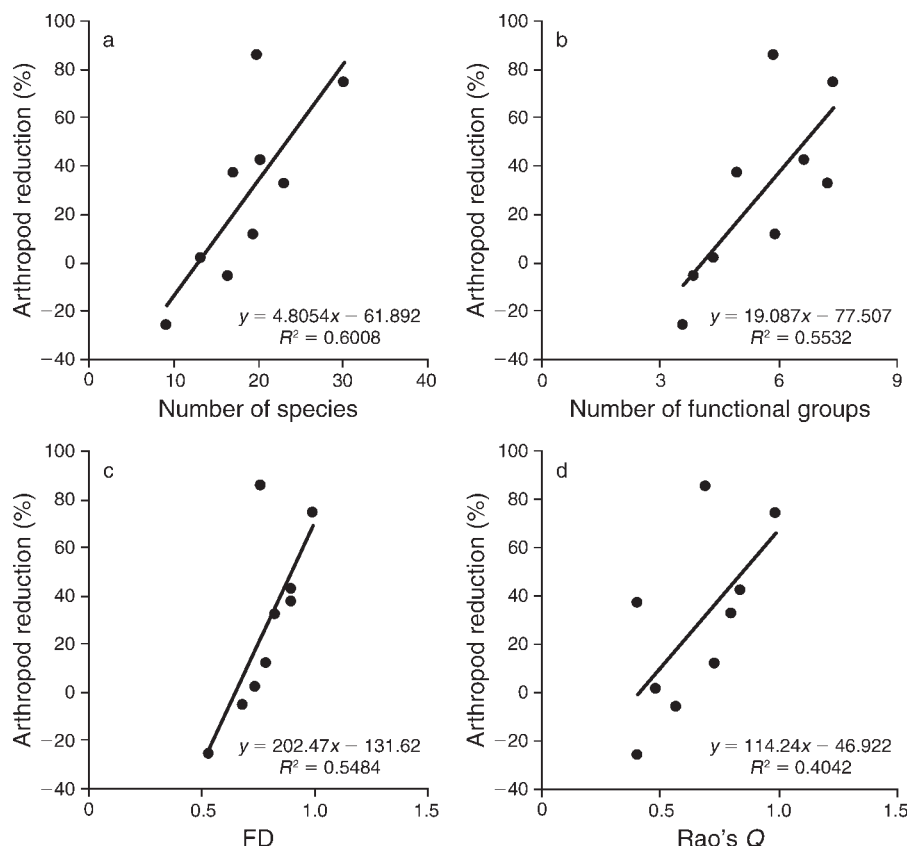 a
100
80
60
40
20
0
−20
−40
Arthropod reduction (%)
y = 4.8054x − 61.892
R² = 0.6008
0 10 20 30 40
Number of species
b
100
80
60
40
20
0
−20
−40
Arthropod reduction (%)
y = 19.087x − 77.507
R² = 0.5532
0 3 6 9
Number of functional groups
c
100
80
60
40
20
0
−20
−40
Arthropod reduction (%)
y = 202.47x − 131.62
R² = 0.5484
0 0.5 1.0 1.5
FD
d
100
80
60
40
20
0
−20
−40
Arthropod reduction (%)
y = 114.24x − 46.922
R² = 0.4042
0 0.5 1.0 1.5
Rao's Q